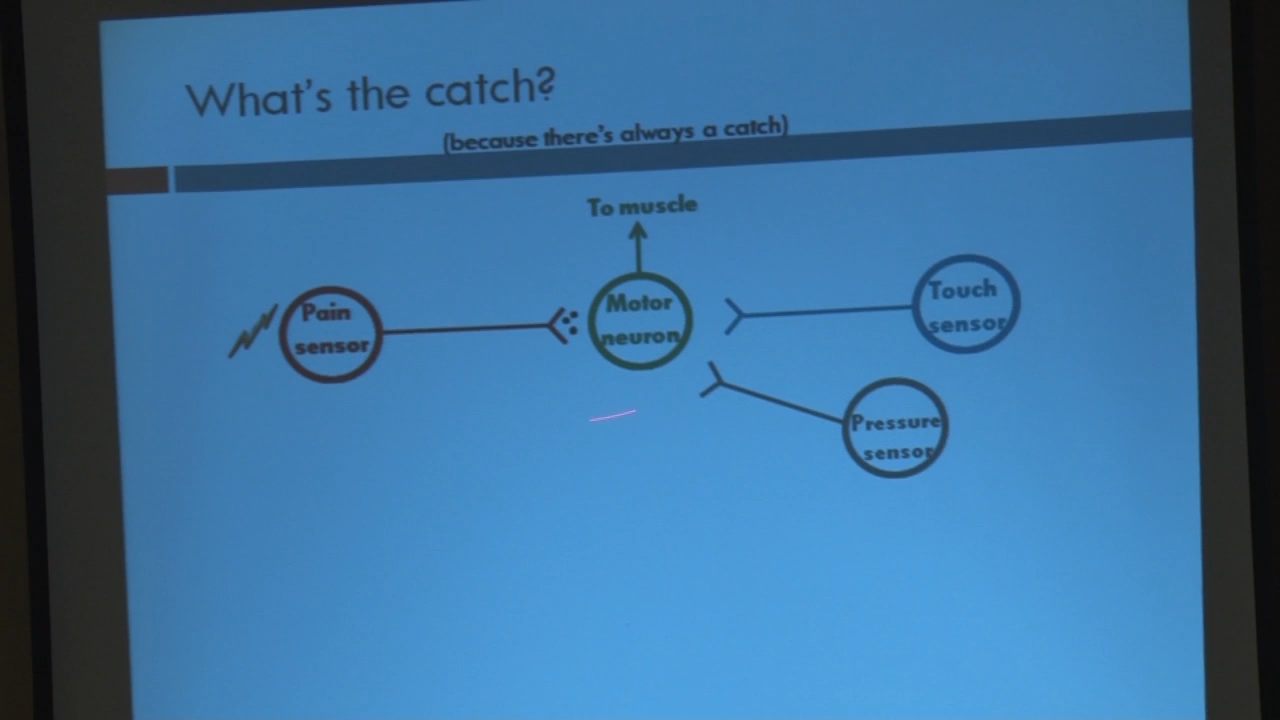 What's the catch?
(because there's always a catch)
To muscle
Pain
sensor
Motor
neuron
Touch
sensor
Pressure
sensor